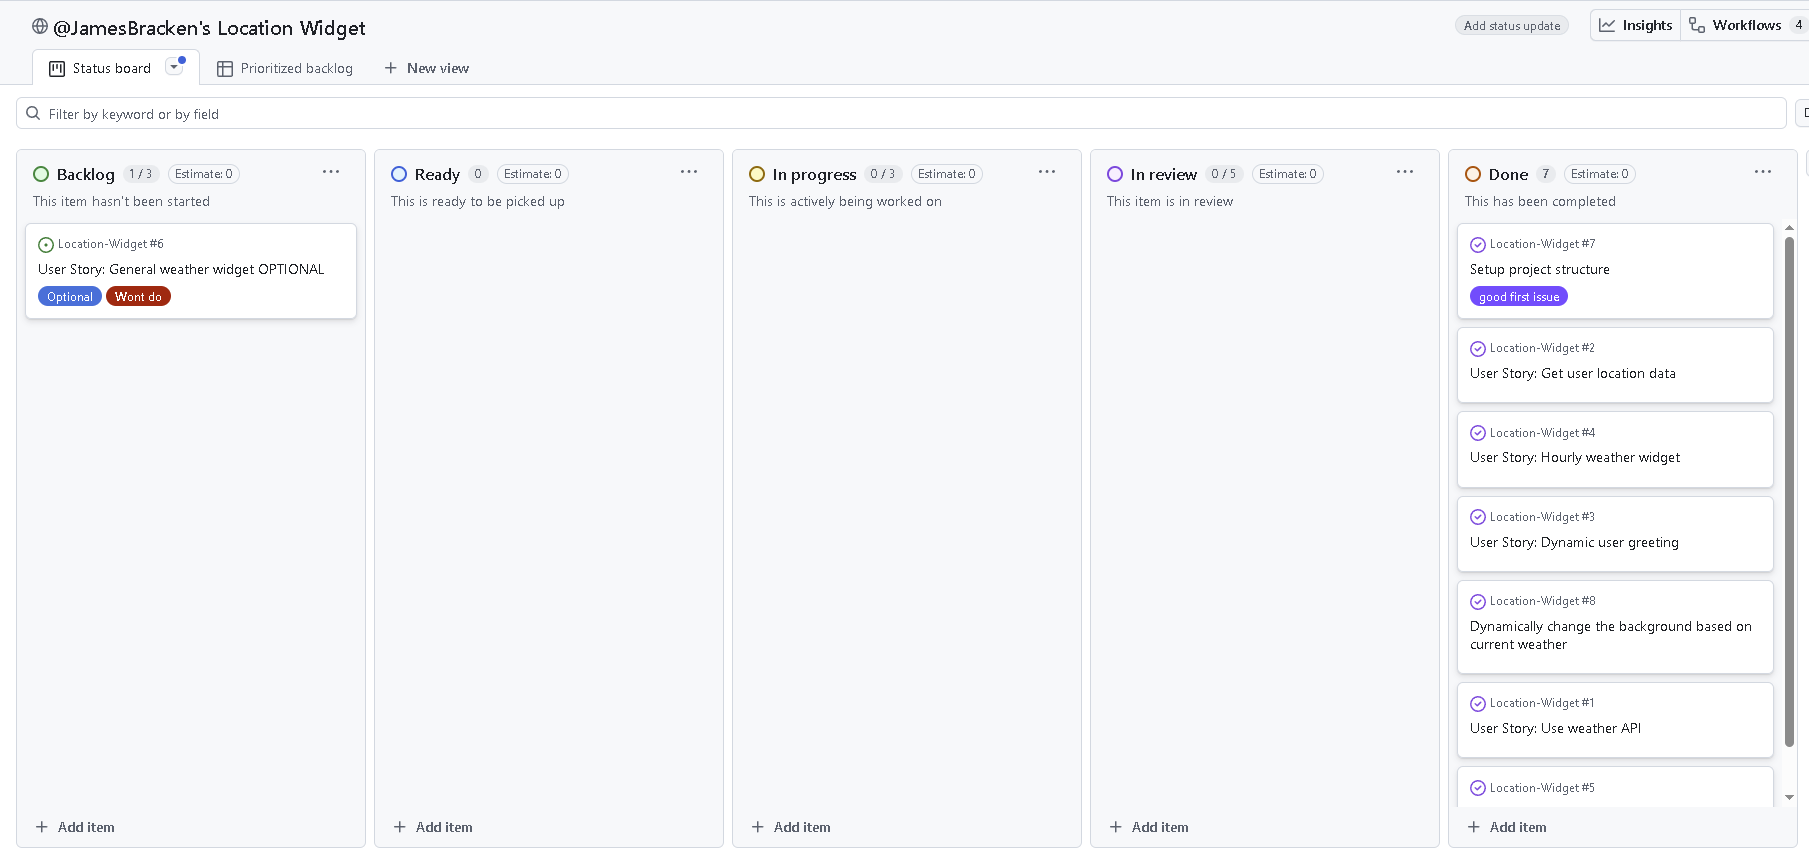 @JamesBracken's Location Widget
Add status update
Insights
Workflows 4
Status board
Prioritized backlog
New view
Filter by keyword or by field
Backlog 1 / 3 Estimate: 0
This item hasn't been started
Location-Widget #6
User Story: General weather widget OPTIONAL
Optional Wont do
Add item
Ready 0 Estimate: 0
This is ready to be picked up
Add item
In progress 0 / 3 Estimate: 0
This is actively being worked on
Add item
In review 0 / 5 Estimate: 0
This item is in review
Add item
Done 7 Estimate: 0
This has been completed
Location-Widget #7
Setup project structure
good first issue
Location-Widget #2
User Story: Get user location data
Location-Widget #4
User Story: Hourly weather widget
Location-Widget #3
User Story: Dynamic user greeting
Location-Widget #8
Dynamically change the background based on
current weather
Location-Widget #1
User Story: Use weather API
Location-Widget #5
Add item